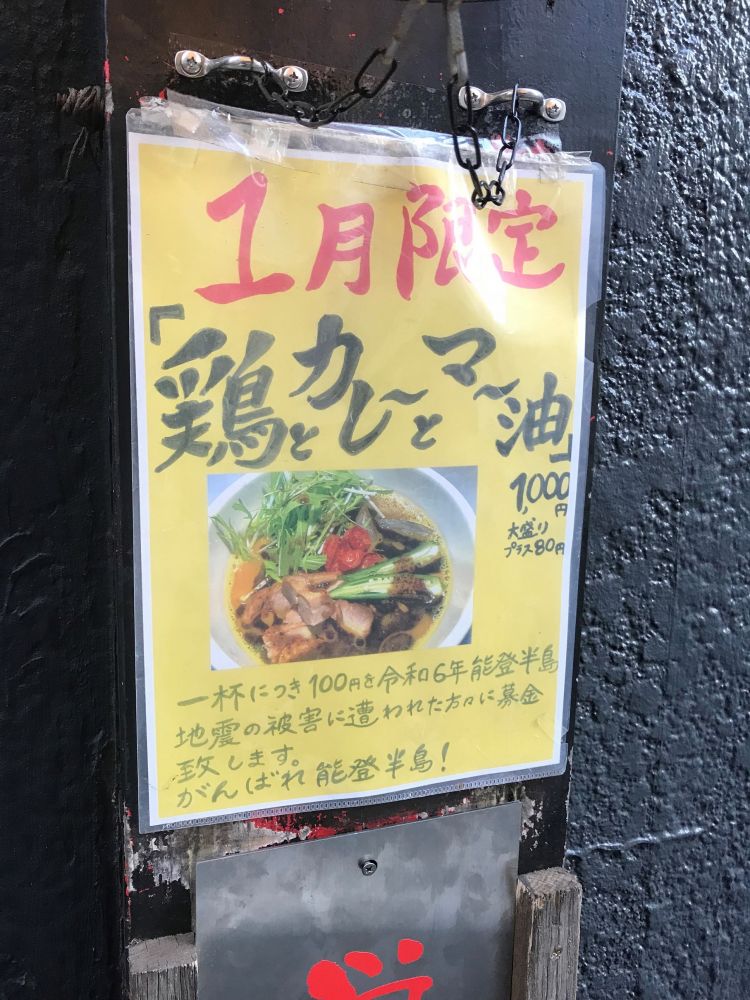 1月限定
「鶏とカレーとマー油」
1,000円
大盛り
プラス80円
一杯につき100円を令和6年能登半島
地震の被害に遭われた方々に募金
致します。
がんばれ能登半島!